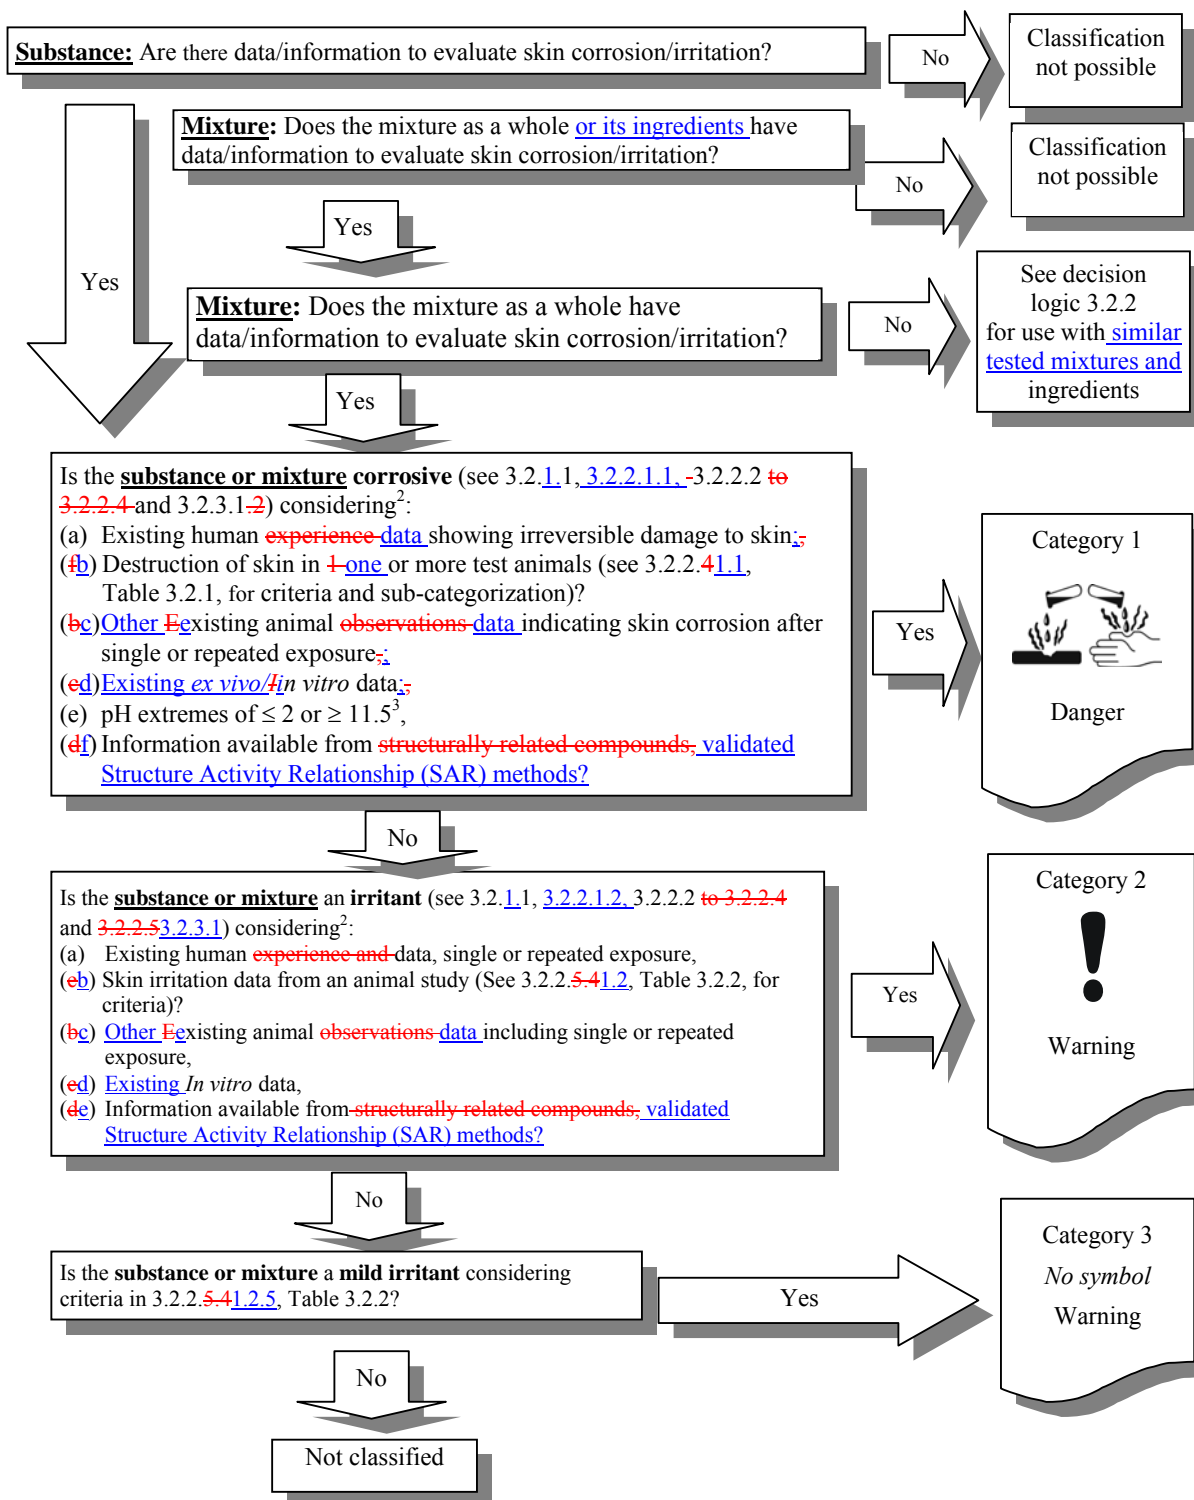 Substance: Are there data/information to evaluate skin corrosion/irritation?
No
Classification
not possible
Mixture: Does the mixture as a whole or its ingredients have
data/information to evaluate skin corrosion/irritation?
No
Classification
not possible
Yes
Yes
Mixture: Does the mixture as a whole have
data/information to evaluate skin corrosion/irritation?
No
See decision
logic 3.2.2
for use with similar
tested mixtures and
ingredients
Yes
Is the substance or mixture corrosive (see 3.2.1.1, 3.2.2.1.1, -3.2.2.2 to
3.2.2.4 and 3.2.3.1.2) considering2:
(a) Existing human experience data showing irreversible damage to skin;,
(fb) Destruction of skin in 1 one or more test animals (see 3.2.2.41.1,
Table 3.2.1, for criteria and sub-categorization)?
(bc) Other Eexisting animal observations data indicating skin corrosion after
single or repeated exposure,;
(cd) Existing ex vivo/Iin vitro data;,
(e) pH extremes of ≤ 2 or ≥ 11.53,
(df) Information available from structurally related compounds, validated
Structure Activity Relationship (SAR) methods?
Yes
Category 1
Danger
No
Is the substance or mixture an irritant (see 3.2.1.1, 3.2.2.1.2, 3.2.2.2 to 3.2.2.4
and 3.2.2.53.2.3.1) considering2:
(a) Existing human experience and data, single or repeated exposure,
(eb) Skin irritation data from an animal study (See 3.2.2.5.41.2, Table 3.2.2, for
criteria)?
(bc) Other Eexisting animal observations data including single or repeated
exposure,
(cd) Existing In vitro data,
(de) Information available from structurally related compounds, validated
Structure Activity Relationship (SAR) methods?
Yes
Category 2
Warning
No
Is the substance or mixture a mild irritant considering
criteria in 3.2.2.5.41.2.5, Table 3.2.2?
Yes
Category 3
No symbol
Warning
No
Not classified